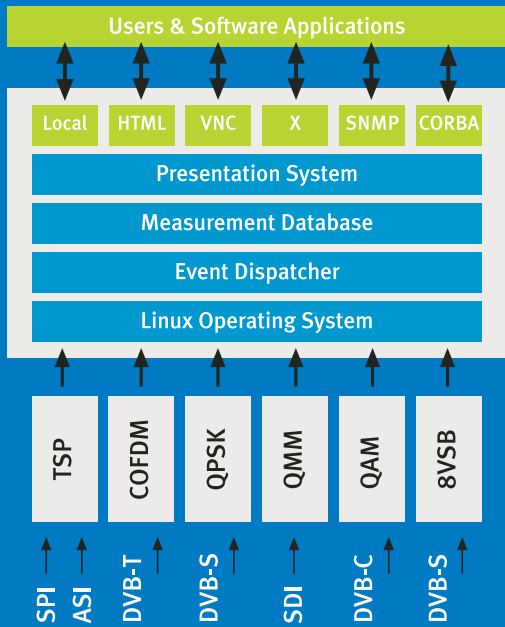 Users & Software Applications
Local HTML VNC X SNMP CORBA
Presentation System
Measurement Database
Event Dispatcher
Linux Operating System
TSP COFDM QPSK QMM QAM 8VSB
SPI ASI DVB-T DVB-S SDI DVB-C DVB-S